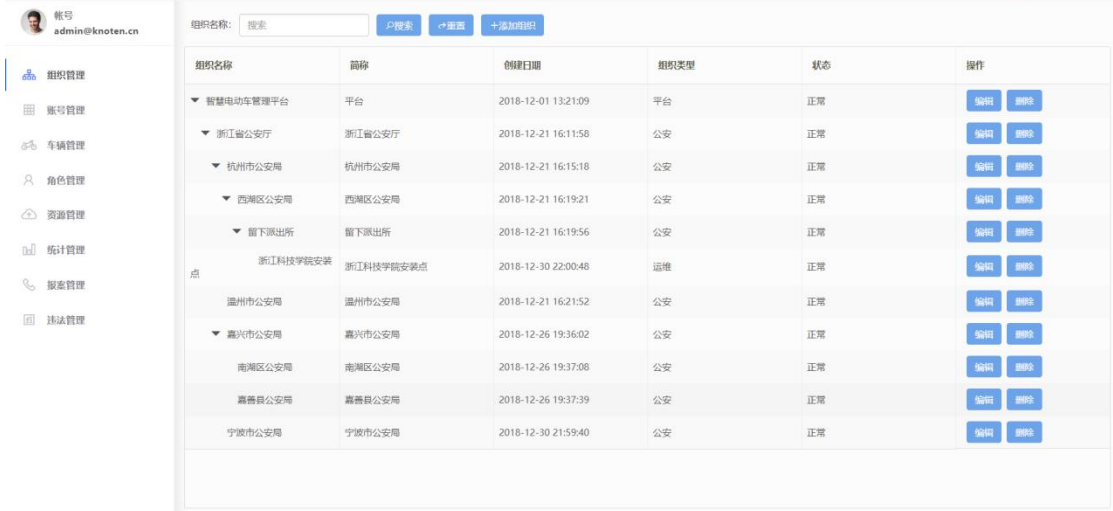 帐号
admin@knoten.cn
组织管理
账号管理
车辆管理
角色管理
资源管理
统计管理
报案管理
违法管理
组织名称: 搜索 搜索 重置 +添加组织
组织名称 简称 创建日期 组织类型 状态 操作
智慧电动车管理平台 平台 2018-12-01 13:21:09 平台 正常 编辑 删除
浙江省公安厅 浙江省公安厅 2018-12-21 16:11:58 公安 正常 编辑 删除
杭州市公安局 杭州市公安局 2018-12-21 16:15:18 公安 正常 编辑 删除
西湖区公安局 西湖区公安局 2018-12-21 16:19:21 公安 正常 编辑 删除
留下派出所 留下派出所 2018-12-21 16:19:56 公安 正常 编辑 删除
浙江科技学院安装
点 浙江科技学院安装点 2018-12-30 22:00:48 运维 正常 编辑 删除
温州市公安局 温州市公安局 2018-12-21 16:21:52 公安 正常 编辑 删除
嘉兴市公安局 嘉兴市公安局 2018-12-26 19:36:02 公安 正常 编辑 删除
南湖区公安局 南湖区公安局 2018-12-26 19:37:08 公安 正常 编辑 删除
嘉善县公安局 嘉善县公安局 2018-12-26 19:37:39 公安 正常 编辑 删除
宁波市公安局 宁波市公安局 2018-12-30 21:59:40 公安 正常 编辑 删除